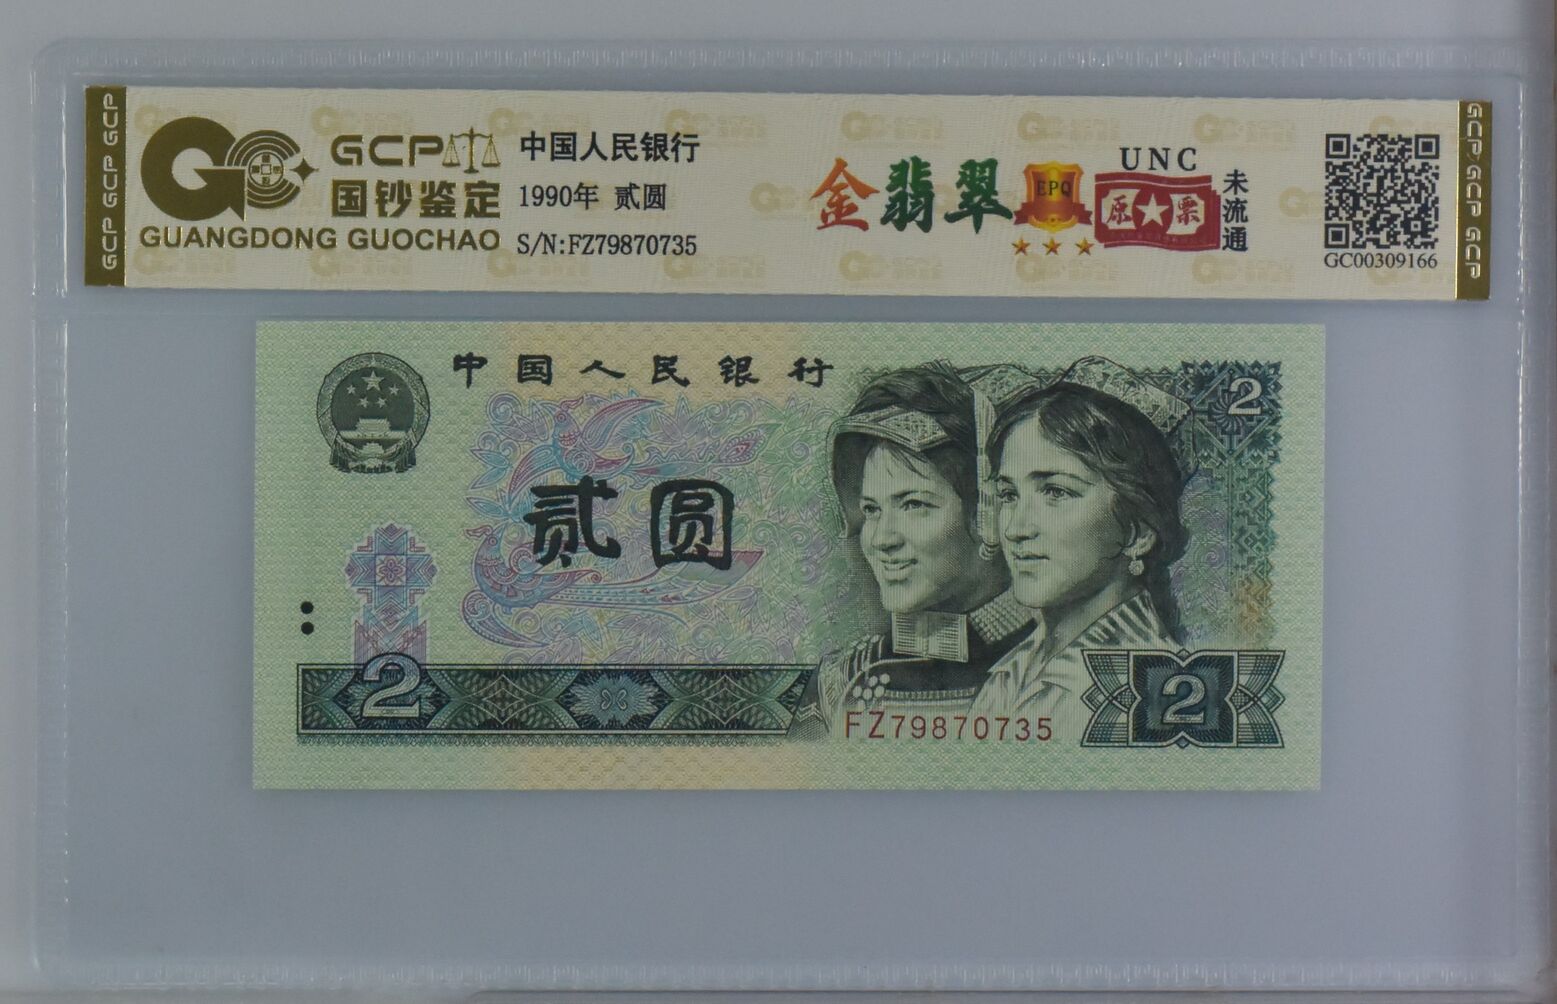 GCP GCP GCP
GCP
国钞鉴定
GUANGDONG GUOCHAO
中国人民银行
1990年 贰圆
S/N:FZ79870735
金翡翠
EPQ
UNC
原★票
未流通
GC00309166
GCP GCP GCP
中国人民银行
2
贰圆
2
FZ79870735
2